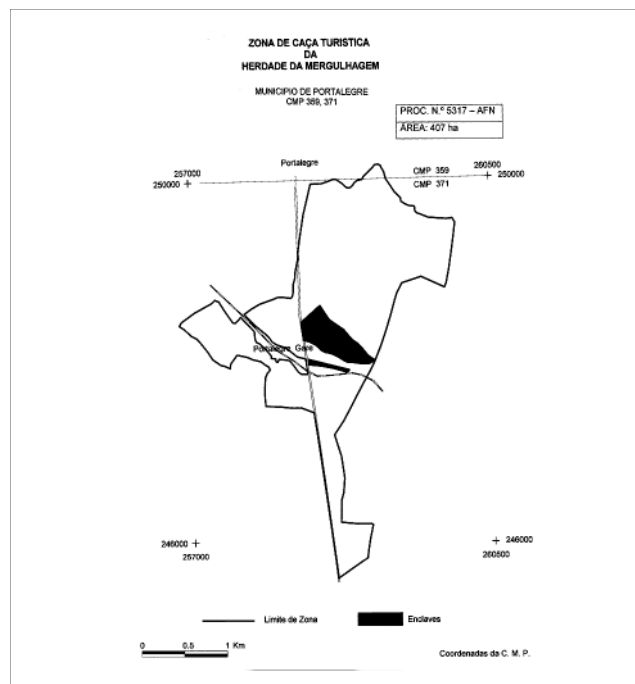 ZONA DE CAÇA TURISTICA
DA
HERDADE DA MERGULHAGEM
MUNICIPIO DE PORTALEGRE
CMP 359, 371
PROC. N.º 5317 – AFN
ÁREA: 407 ha
Portalegre
257000
250000
CMP 359
CMP 371
260500
250000
Portalegre Gare
246000
257000
246000
260500
Limite de Zona
Enclaves
0 0.5 1 Km
Coordenadas da C. M. P.